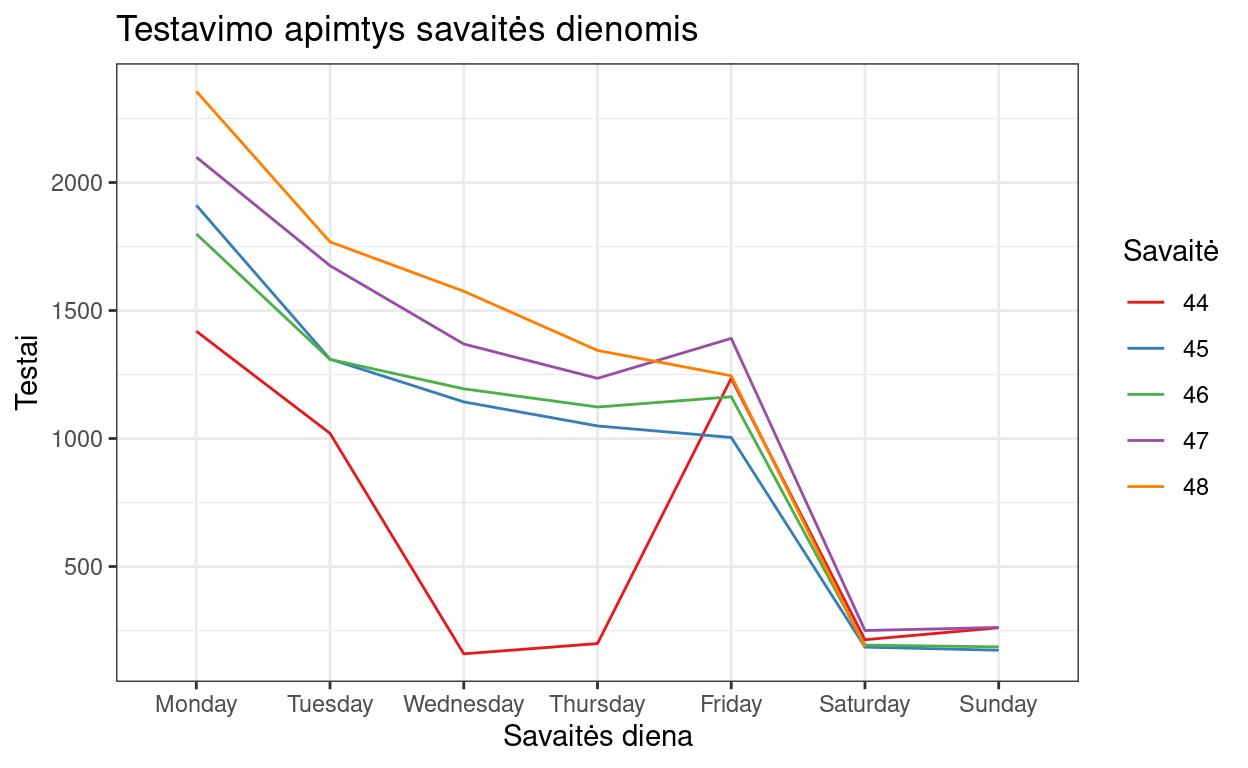 Testavimo apimtys savaitės dienomis
Testai
2000
1500
1000
500
Monday Tuesday Wednesday Thursday Friday Saturday Sunday
Savaitės diena
Savaitė
44
45
46
47
48